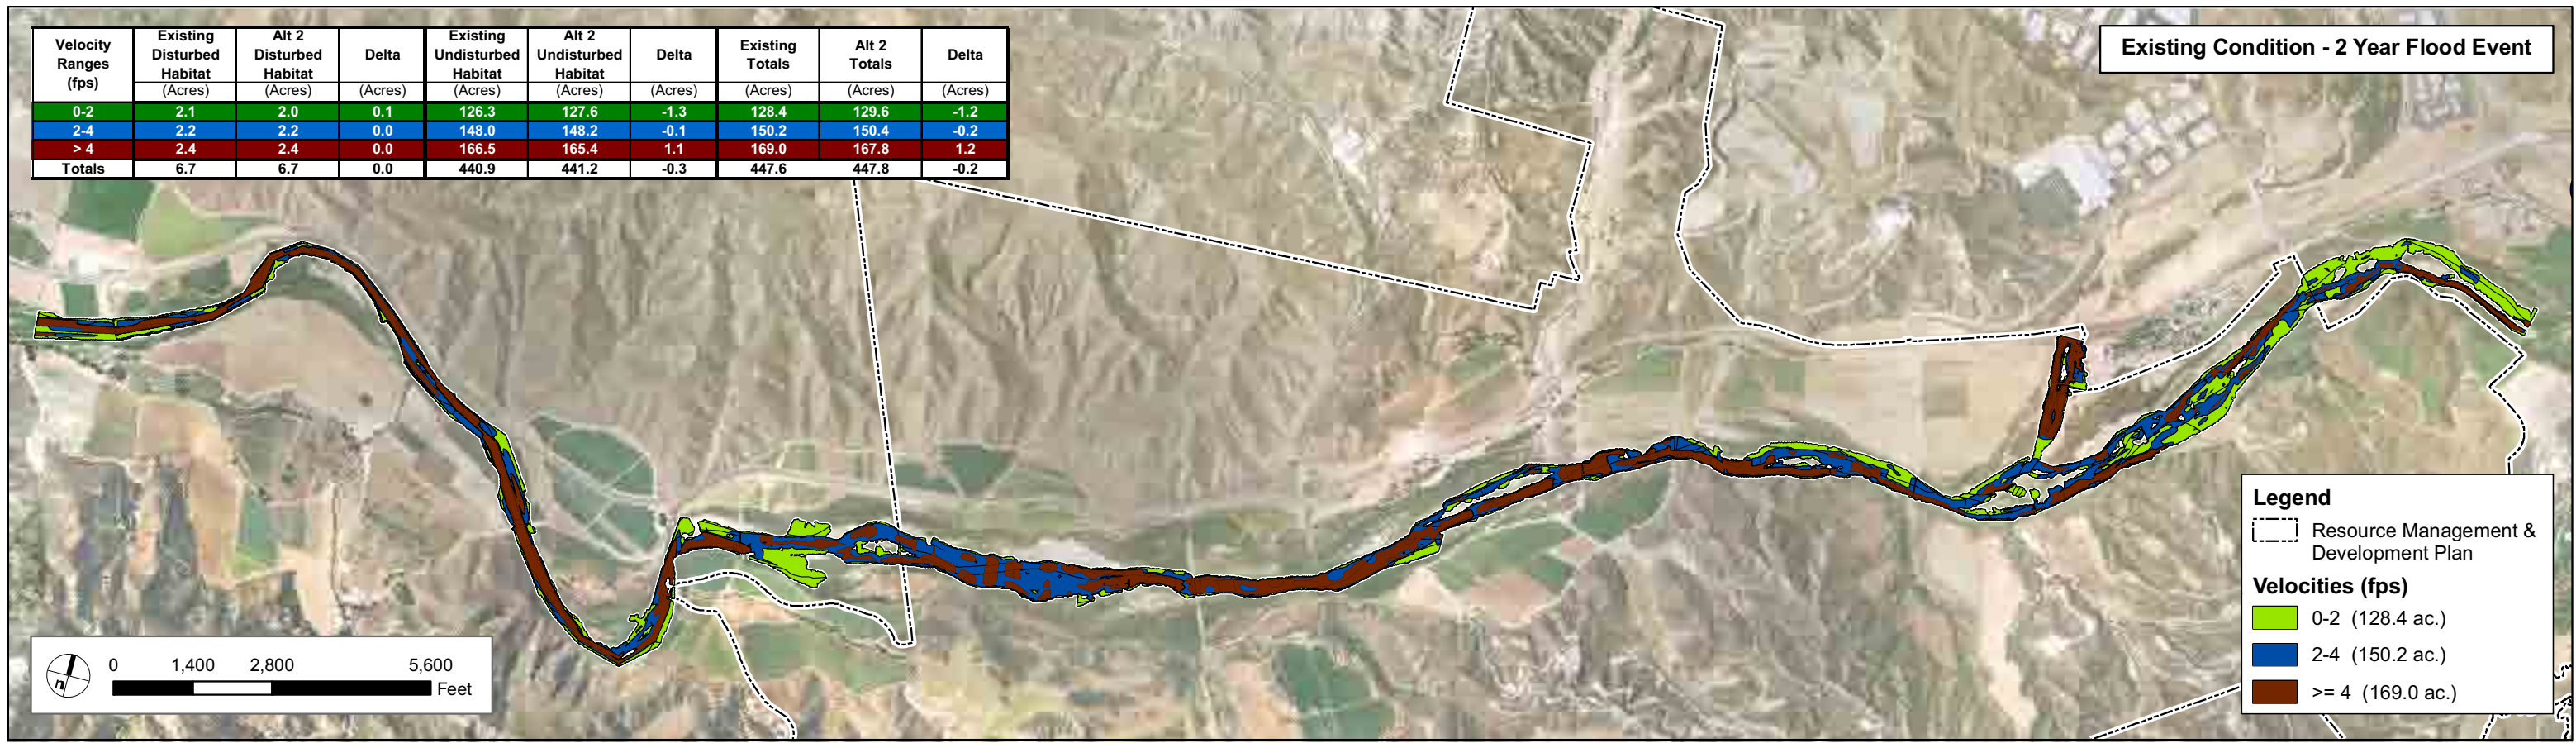 Existing Condition - 2 Year Flood Event
Velocity Ranges (fps) | Existing Disturbed Habitat | Alt 2 Disturbed Habitat | Delta | Existing Undisturbed Habitat | Alt 2 Undisturbed Habitat | Delta | Existing Totals | Alt 2 Totals | Delta
(Acres) | (Acres) | (Acres) | (Acres) | (Acres) | (Acres) | (Acres) | (Acres) | (Acres)
0-2 | 2.1 | 2.0 | 0.1 | 126.3 | 127.6 | -1.3 | 128.4 | 129.6 | -1.2
2-4 | 2.2 | 2.2 | 0.0 | 148.0 | 148.2 | -0.1 | 150.2 | 150.4 | -0.2
> 4 | 2.4 | 2.4 | 0.0 | 166.5 | 165.4 | 1.1 | 169.0 | 167.8 | 1.2
Totals | 6.7 | 6.7 | 0.0 | 440.9 | 441.2 | -0.3 | 447.6 | 447.8 | -0.2
n
0 1,400 2,800 5,600
Feet
Legend
Resource Management &
Development Plan
Velocities (fps)
0-2 (128.4 ac.)
2-4 (150.2 ac.)
>= 4 (169.0 ac.)